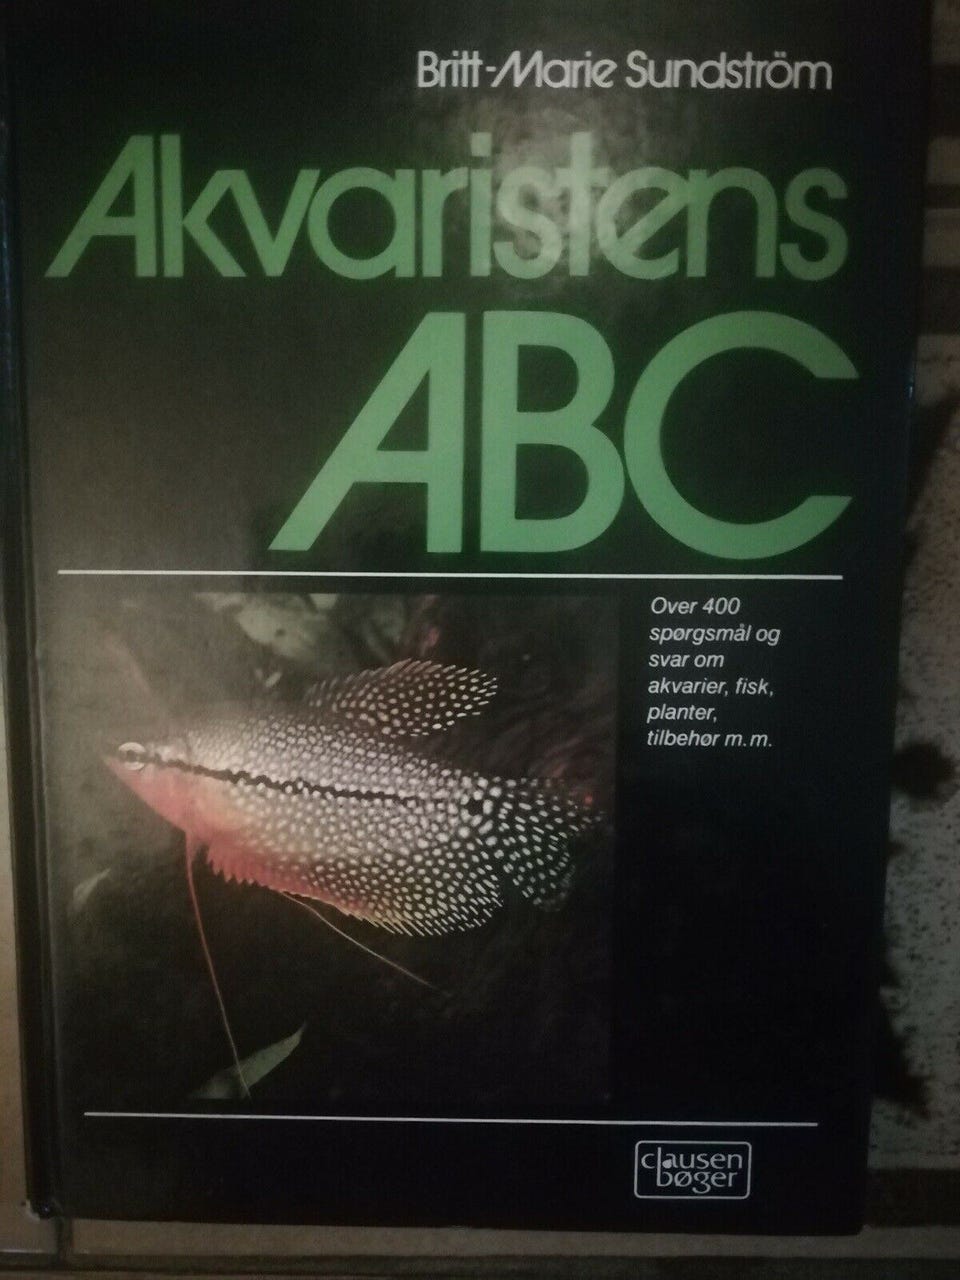 Britt-Marie Sundström
Akvaristens
ABC
Over 400
spørgsmål og
svar om
akvarier, fisk,
planter,
tilbehør m.m.
clausen
bøger